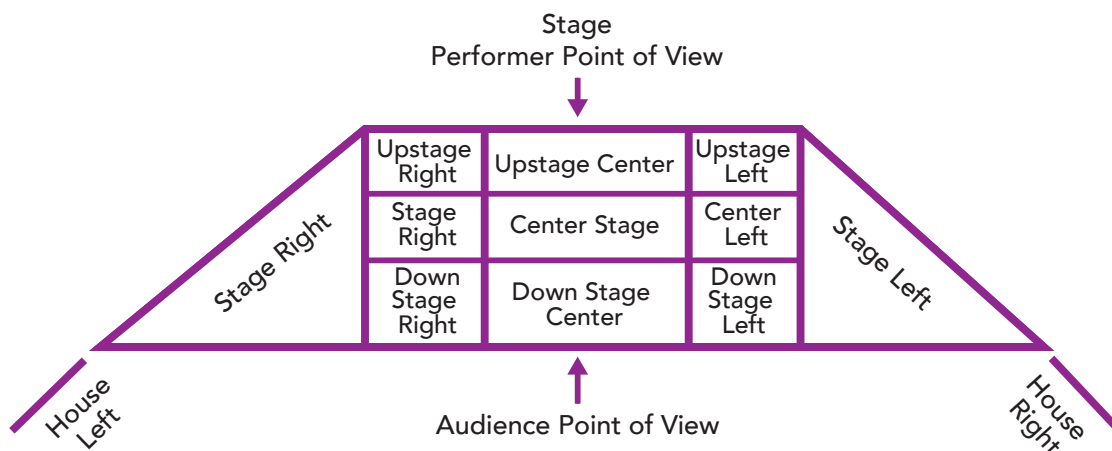 Stage
Performer Point of View
Upstage
Right
Upstage Center
Upstage
Left
Stage
Right
Center Stage
Center
Left
Down
Stage
Right
Down Stage
Center
Down
Stage
Left
Stage Right
Stage Left
House
Left
House
Right
Audience Point of View